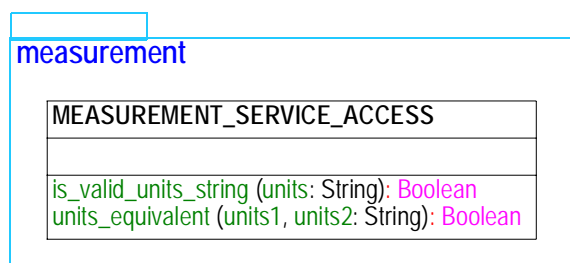 measurement
MEASUREMENT_SERVICE_ACCESS
is_valid_units_string (units: String): Boolean
units_equivalent (units1, units2: String): Boolean